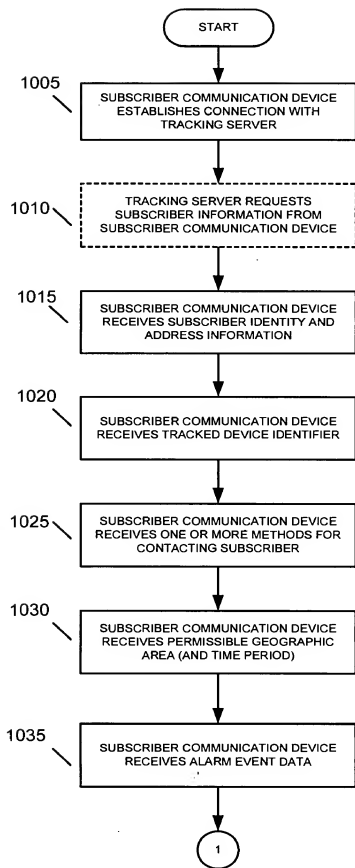 START
1005
SUBSCRIBER COMMUNICATION DEVICE
ESTABLISHES CONNECTION WITH
TRACKING SERVER
1010
TRACKING SERVER REQUESTS
SUBSCRIBER INFORMATION FROM
SUBSCRIBER COMMUNICATION DEVICE
1015
SUBSCRIBER COMMUNICATION DEVICE
RECEIVES SUBSCRIBER IDENTITY AND
ADDRESS INFORMATION
1020
SUBSCRIBER COMMUNICATION DEVICE
RECEIVES TRACKED DEVICE IDENTIFIER
1025
SUBSCRIBER COMMUNICATION DEVICE
RECEIVES ONE OR MORE METHODS FOR
CONTACTING SUBSCRIBER
1030
SUBSCRIBER COMMUNICATION DEVICE
RECEIVES PERMISSIBLE GEOGRAPHIC
AREA (AND TIME PERIOD)
1035
SUBSCRIBER COMMUNICATION DEVICE
RECEIVES ALARM EVENT DATA
1